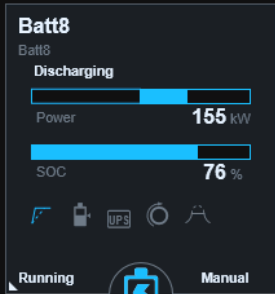 Batt8
Batt8
Discharging
Power 155 kW
SOC 76 %
UPS
Running Manual